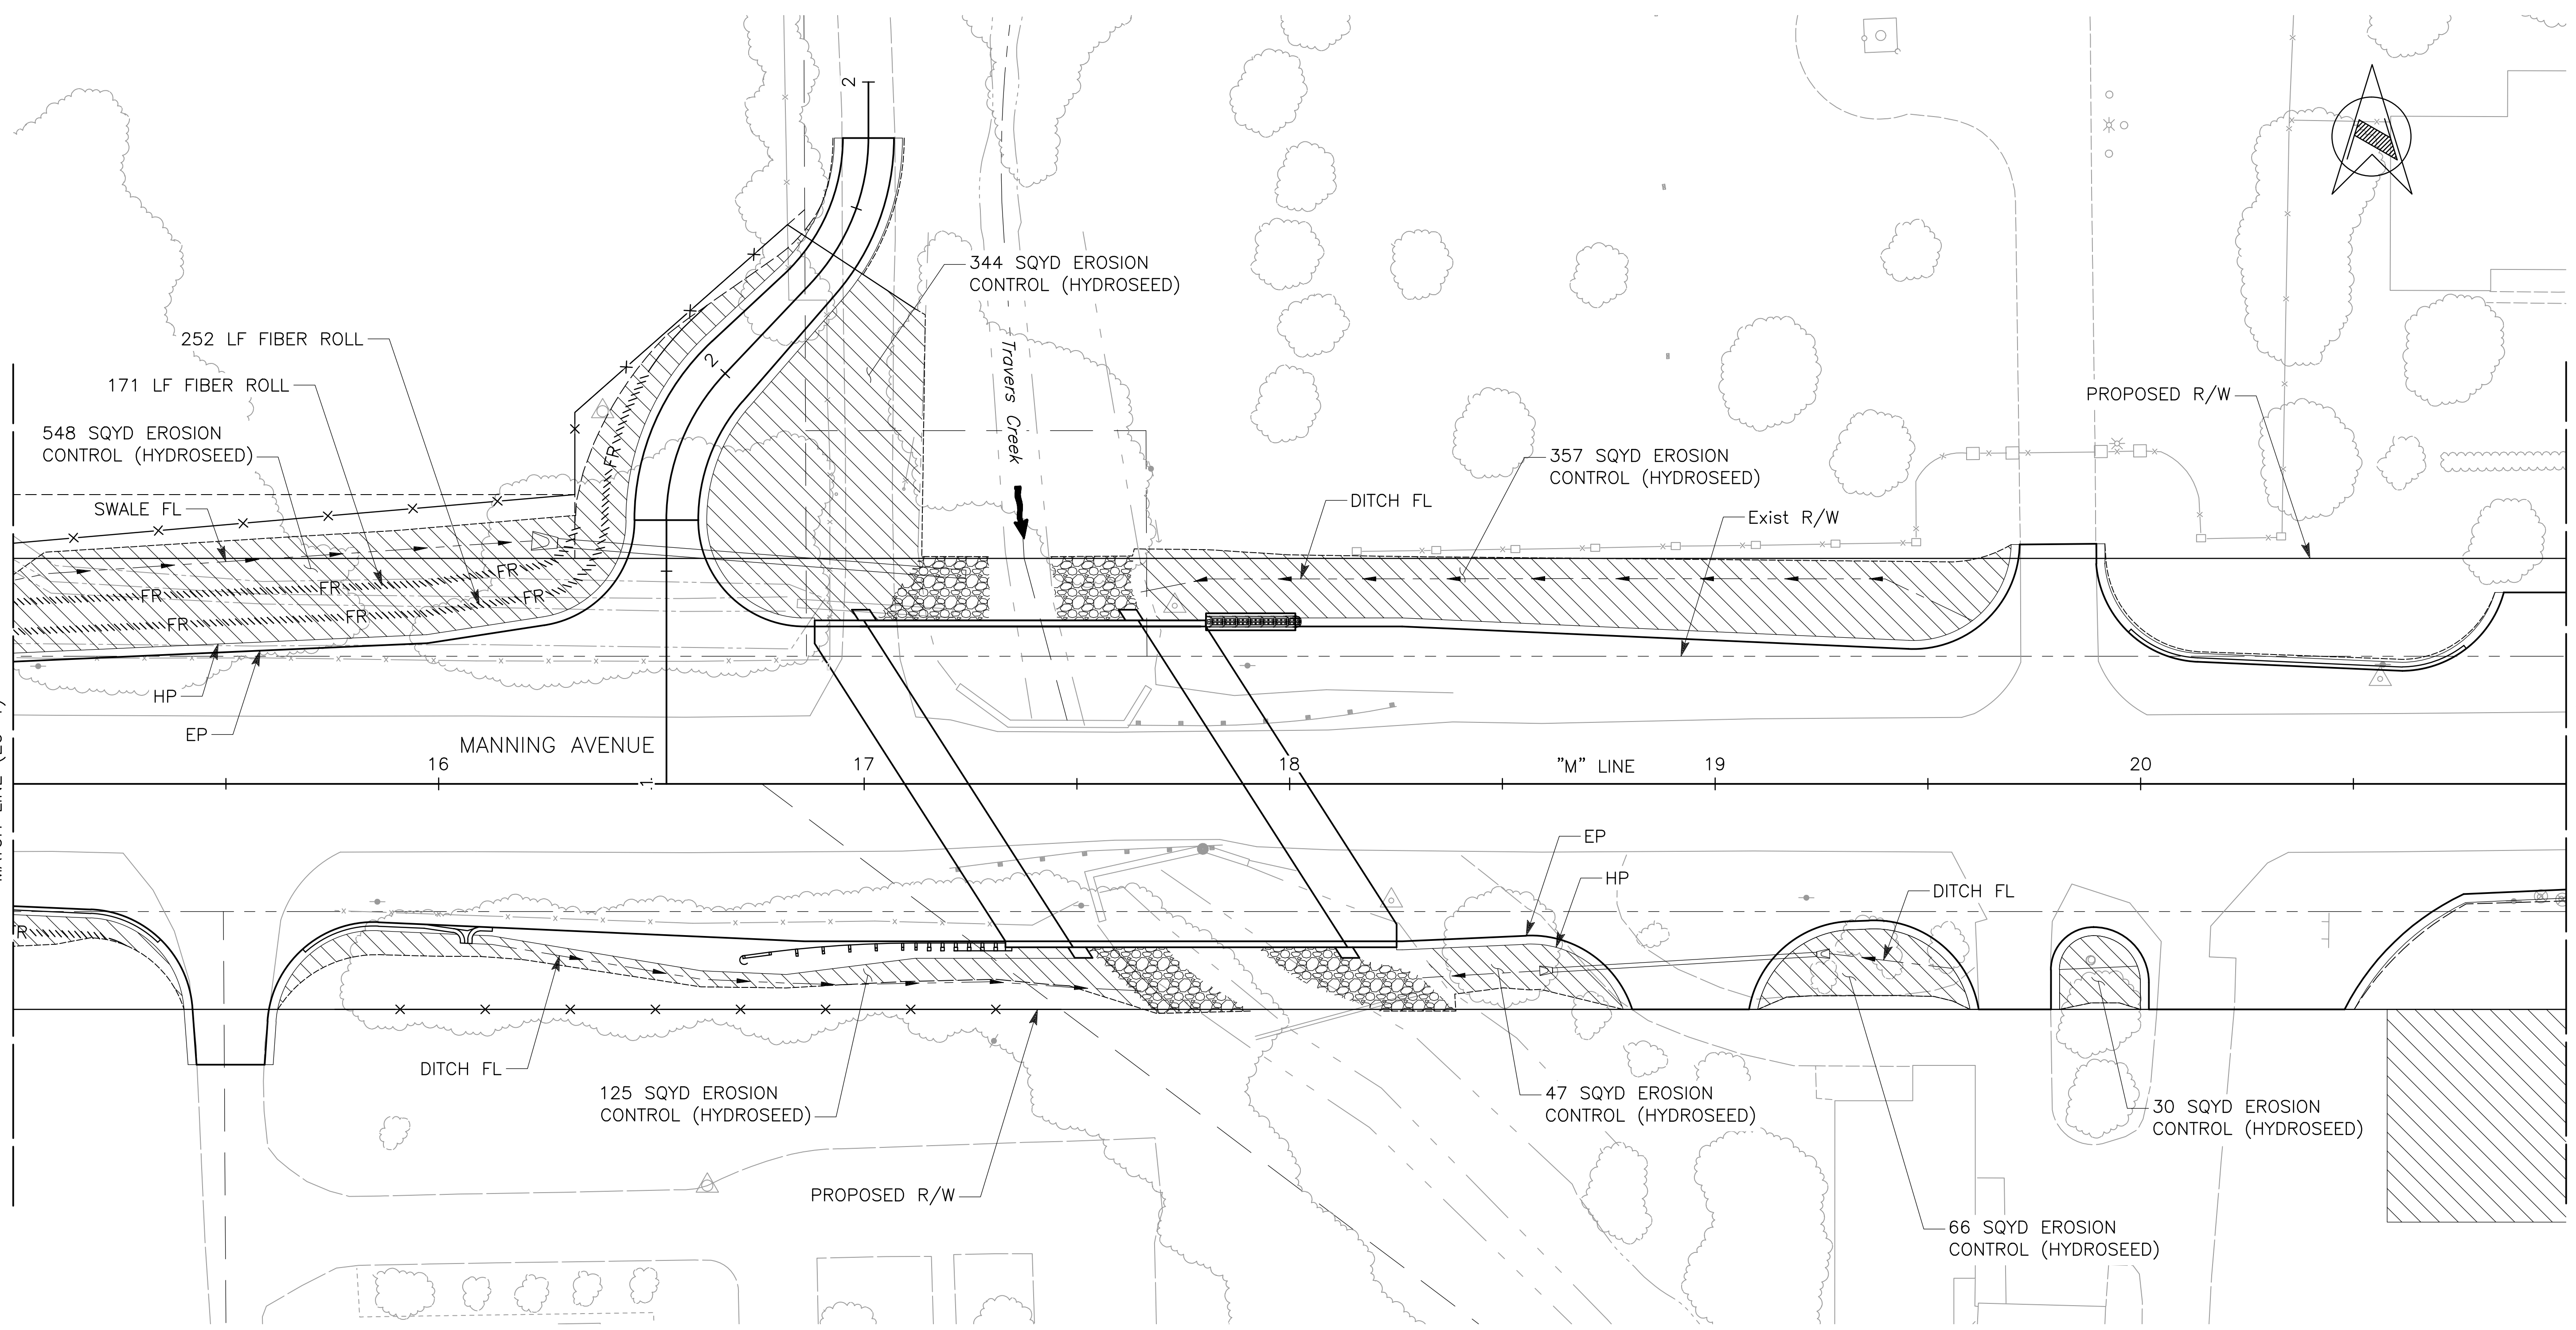 2
344 SQYD EROSION
CONTROL (HYDROSEED)
252 LF FIBER ROLL
2
Travers Creek
171 LF FIBER ROLL
PROPOSED R/W
548 SQYD EROSION
CONTROL (HYDROSEED)
FR
357 SQYD EROSION
CONTROL (HYDROSEED)
DITCH FL
SWALE FL
Exist R/W
FR
FR
FR
FR
FR
FR
HP
EP
MANNING AVENUE
16
17
18
"M" LINE
19
20
1
EP
HP
DITCH FL
DITCH FL
125 SQYD EROSION
CONTROL (HYDROSEED)
47 SQYD EROSION
CONTROL (HYDROSEED)
30 SQYD EROSION
CONTROL (HYDROSEED)
PROPOSED R/W
66 SQYD EROSION
CONTROL (HYDROSEED)